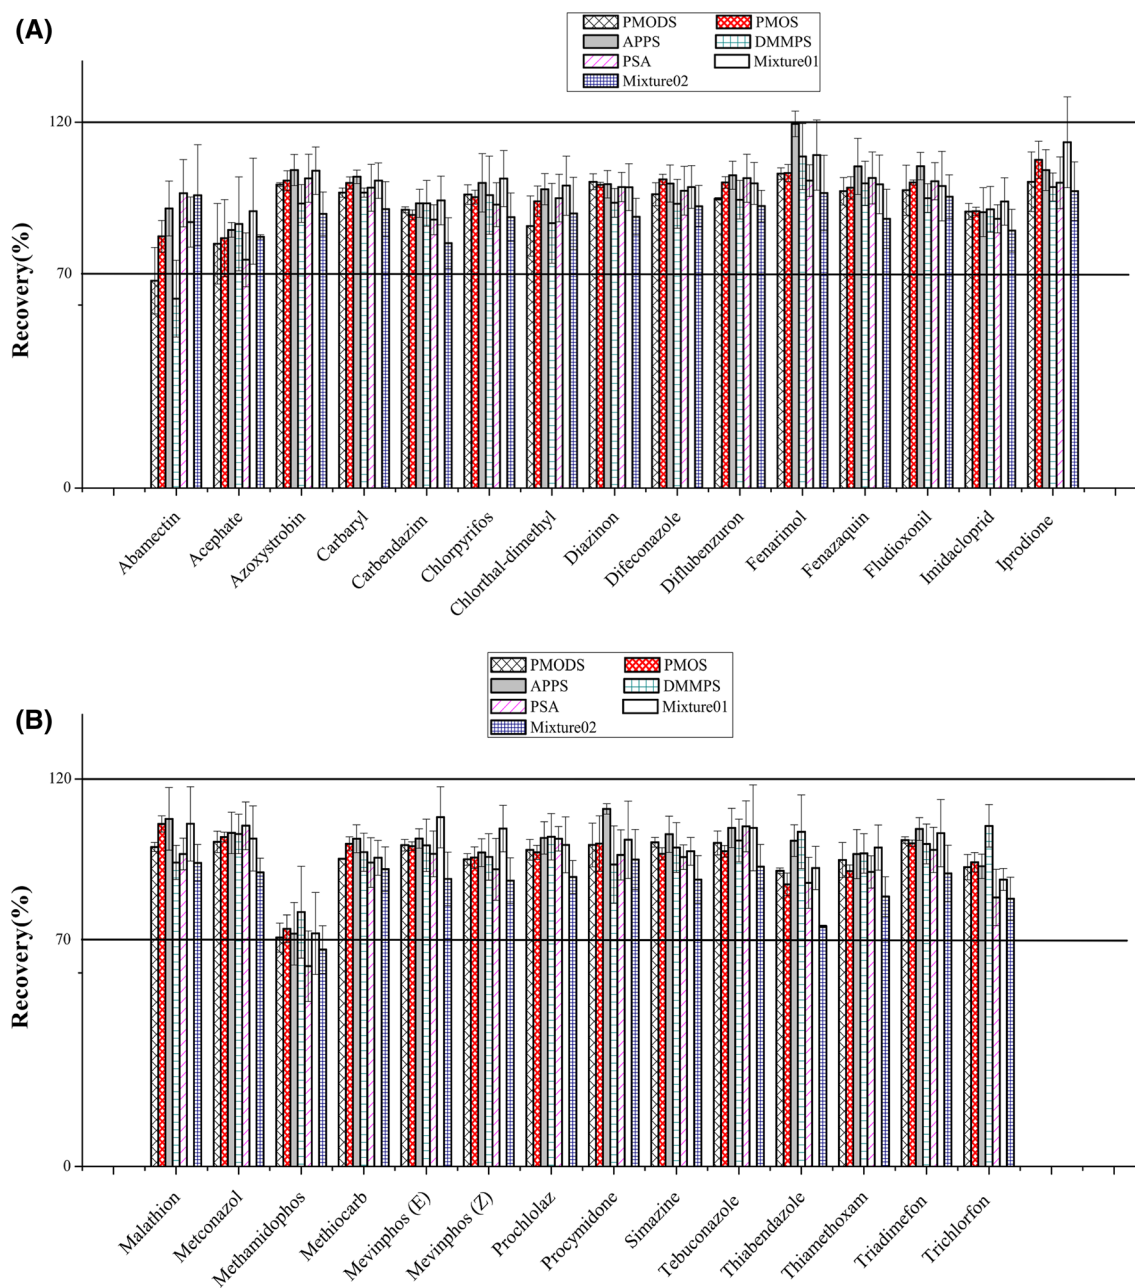 (A)
PMODS PMOS
APPS DMMPS
PSA Mixture01
Mixture02
Recovery(%)
120
70
0
Abamectin
Acephate
Azoxystrobin
Carbaryl
Carbendazim
Chlorpyrifos
Chlorthal-dimethyl
Diazinon
Difeconazole
Diflubenzuron
Fenarimol
Fenazaquin
Fludioxonil
Imidacloprid
Iprodione
(B)
PMODS PMOS
APPS DMMPS
PSA Mixture01
Mixture02
Recovery(%)
120
70
0
Malathion
Metconazol
Methamidophos
Methiocarb
Mevinphos (E)
Mevinphos (Z)
Prochlolaz
Procymidone
Simazine
Tebuconazole
Thiabendazole
Thiamethoxam
Triadimefon
Trichlorfon